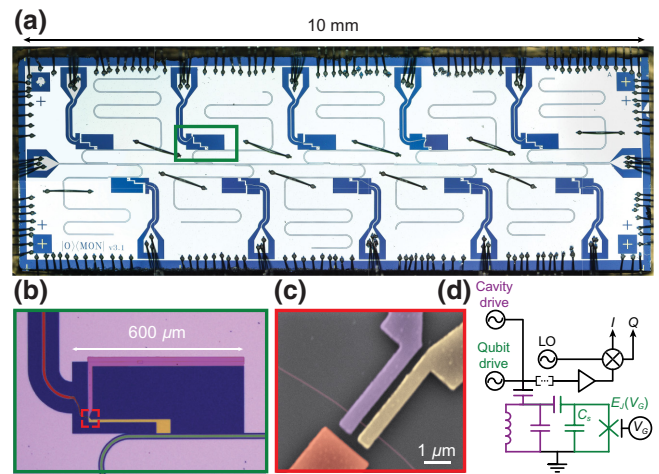 (a)
10 mm
A
|0⟩⟨MON| v3.1
(b)
(c)
(d)
600 µm
1 µm
Cavity
drive
Qubit
drive
LO
I
Q
[...]
C_s
E_J(V_G)
V_G